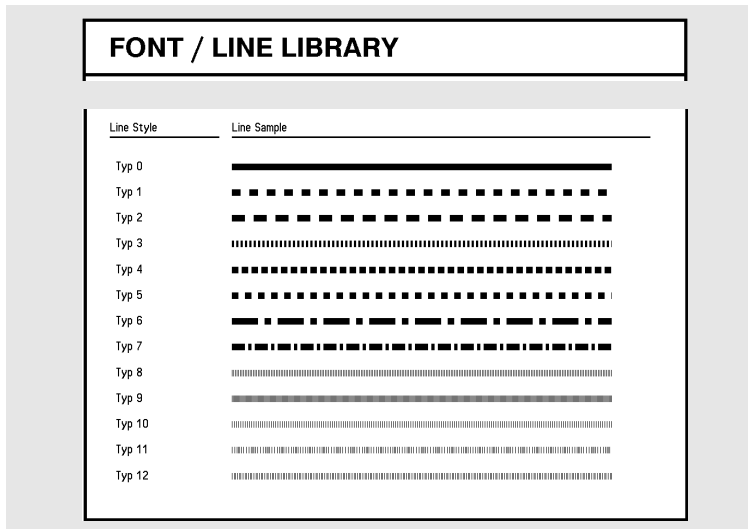 FONT / LINE LIBRARY
Line Style Line Sample
Typ 0
Typ 1
Typ 2
Typ 3
Typ 4
Typ 5
Typ 6
Typ 7
Typ 8
Typ 9
Typ 10
Typ 11
Typ 12